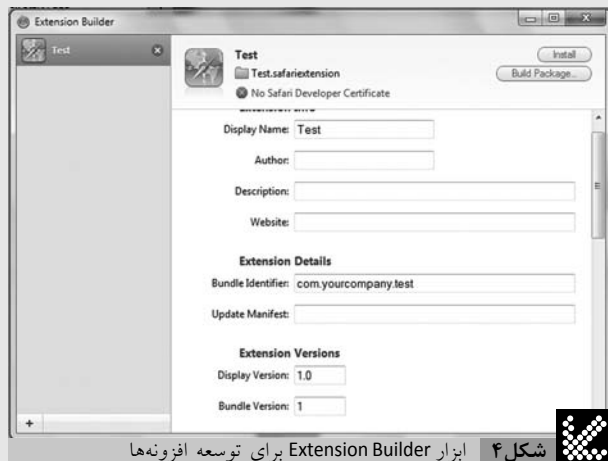 Extension Builder
Test
Test
Install
Test.safariextension
Build Package...
No Safari Developer Certificate
Extension Info
Display Name: Test
Author:
Description:
Website:
Extension Details
Bundle Identifier: com.yourcompany.test
Update Manifest:
Extension Versions
Display Version: 1.0
Bundle Version: 1
شکل۴ ابزار Extension Builder برای توسعه افزونه‌ها